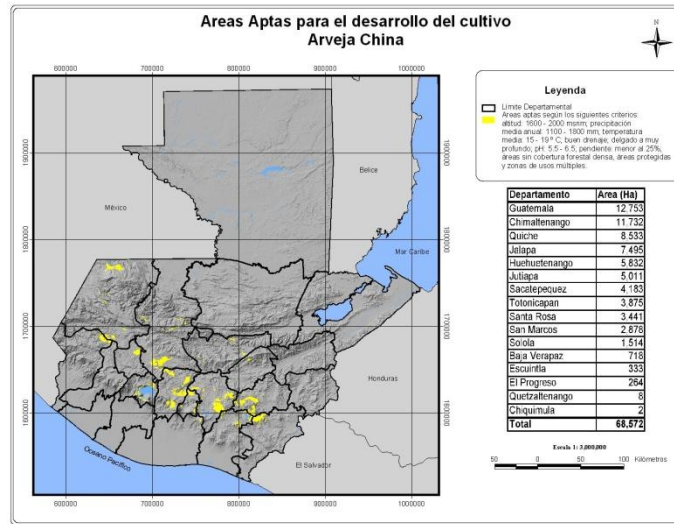 Areas Aptas para el desarrollo del cultivo
Arveja China
N
600000 700000 800000 900000 1000000
México
Belice
Mar Caribe
Honduras
El Salvador
Oceano Pacífico
1900000
1800000
1700000
1600000
600000 700000 800000 900000 1000000
Leyenda
Limite Departamental
Areas aptas según los siguientes criterios:
altitud: 1600 - 2000 msnm; precipitación
media anual: 1100 - 1800 mm; temperatura
media: 15 - 19 º C, buen drenaje; delgado a muy
profundo; pH: 5.5 - 6.5, pendiente: menor al 25%,
áreas sin cobertura forestal densa, áreas protegidas
y zonas de usos múltiples.
Departamento Area (Ha)
Guatemala 12,753
Chimaltenango 11,732
Quiche 8,533
Jalapa 7,495
Huehuetenango 5,832
Jutiapa 5,011
Sacatepequez 4,183
Totonicapan 3,875
Santa Rosa 3,441
San Marcos 2,878
Solola 1,514
Baja Verapaz 718
Escuintla 333
El Progreso 264
Quetzaltenango 8
Chiquimula 2
Total 68,572
Escala 1: 3,000,000
50 0 50 100 Kilómetros